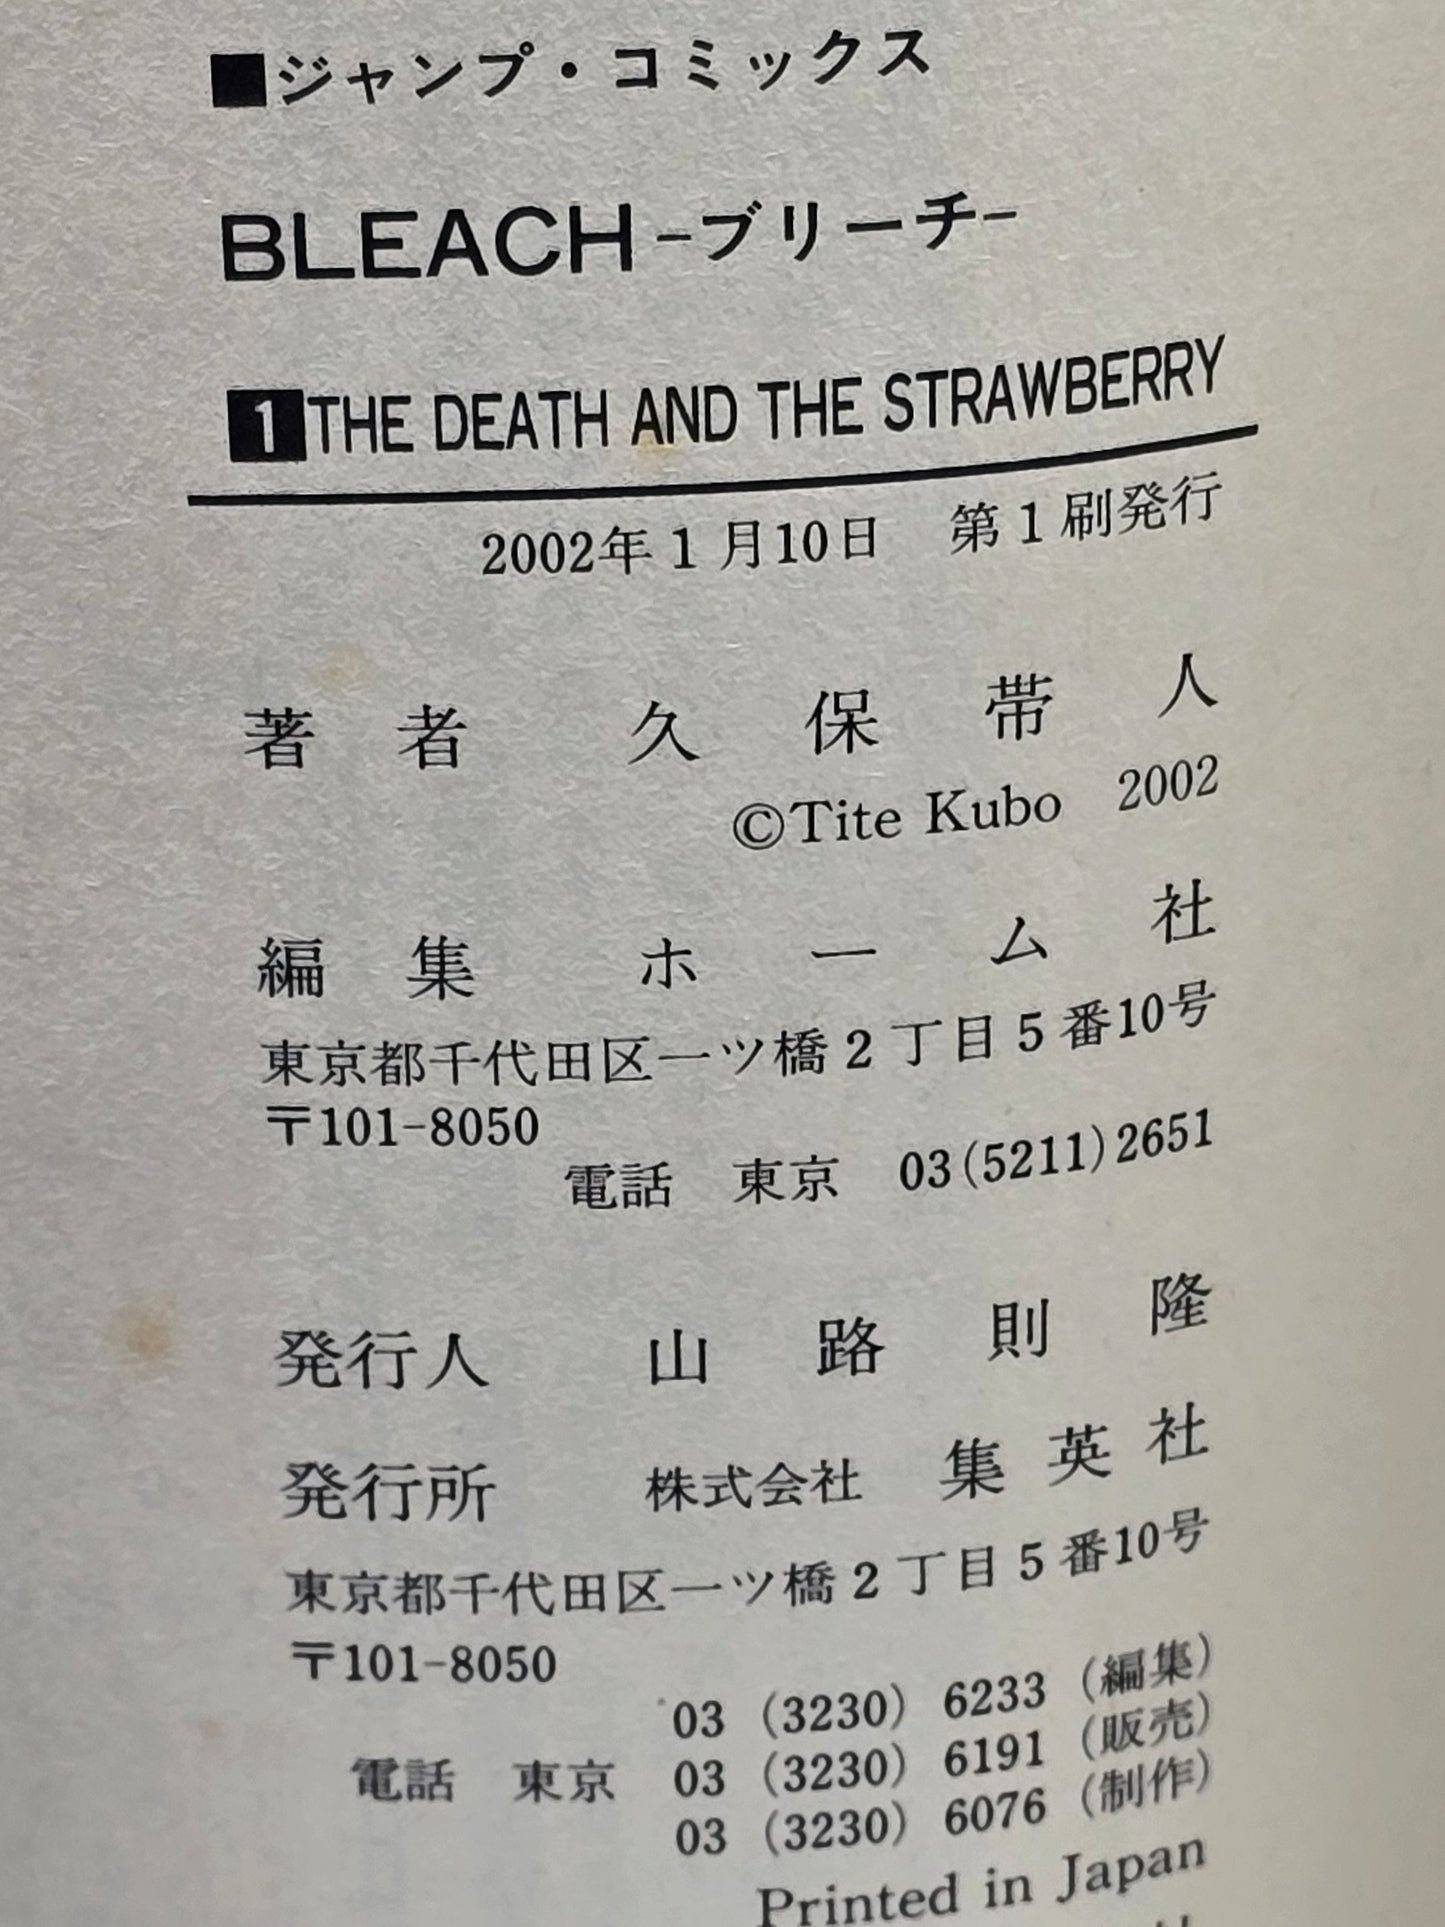 ■ジャンプ・コミックス
BLEACH-ブリーチ-
1 THE DEATH AND THE STRAWBERRY
2002年1月10日 第1刷発行
著者 久保帯人
©Tite Kubo 2002
編集 ホーム社
東京都千代田区一ツ橋2丁目5番10号
〒101-8050
電話 東京 03(5211)2651
発行人 山路則隆
発行所 株式会社 集英社
東京都千代田区一ツ橋2丁目5番10号
〒101-8050
03(3230)6233(編集)
電話 東京 03(3230)6191(販売)
03(3230)6076(制作)
Printed in Japan